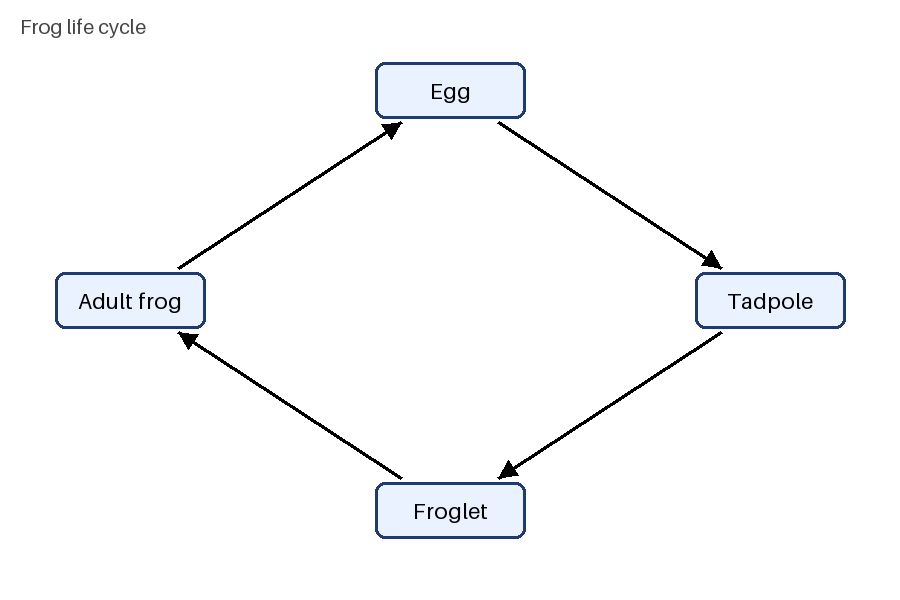 Frog life cycle
Egg
Adult frog
Tadpole
Froglet